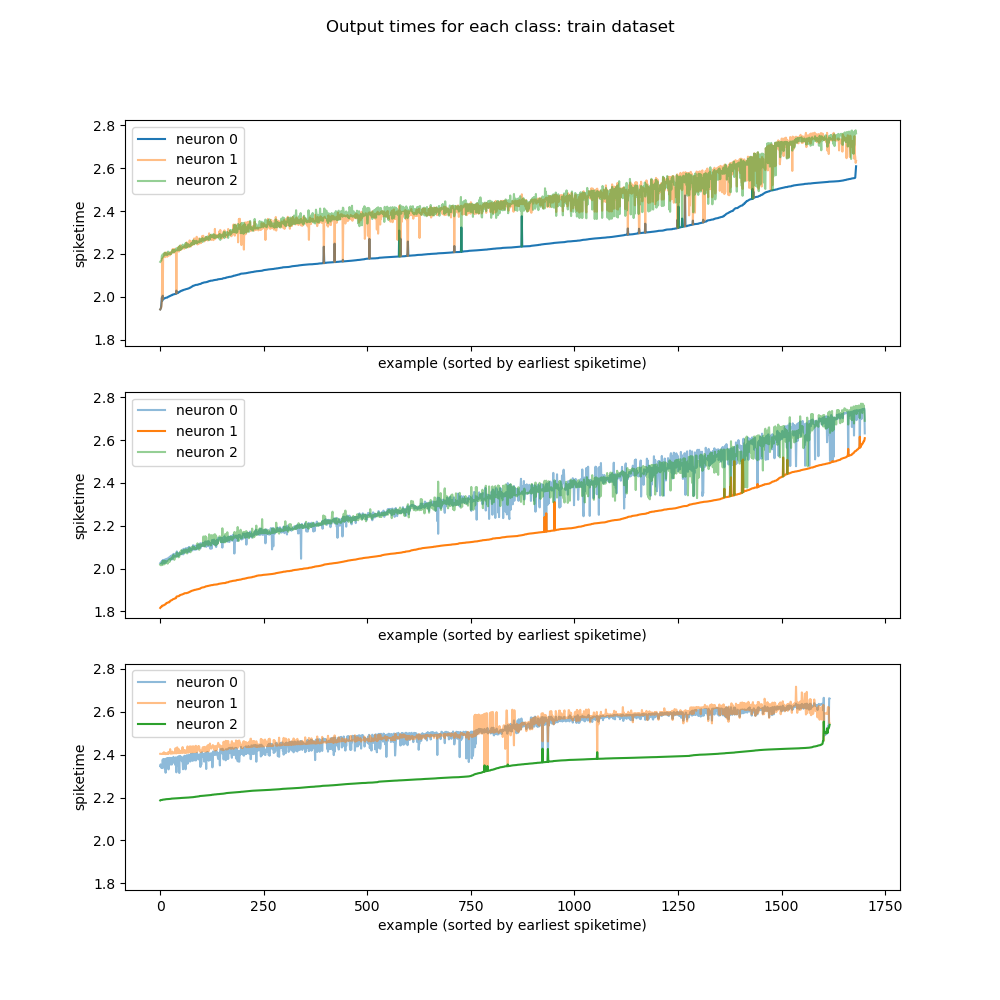 Output times for each class: train dataset
2.8
2.6
2.4
2.2
2.0
1.8
spiketime
neuron 0
neuron 1
neuron 2
example (sorted by earliest spiketime)
2.8
2.6
2.4
2.2
2.0
1.8
spiketime
neuron 0
neuron 1
neuron 2
example (sorted by earliest spiketime)
2.8
2.6
2.4
2.2
2.0
1.8
spiketime
neuron 0
neuron 1
neuron 2
0 250 500 750 1000 1250 1500 1750
example (sorted by earliest spiketime)